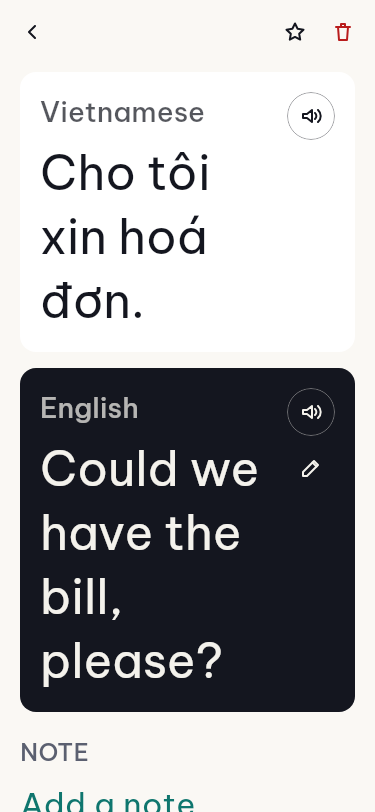 Vietnamese
Cho tôi
xin hoá
đơn.
English
Could we
have the
bill,
please?
NOTE
Add a note